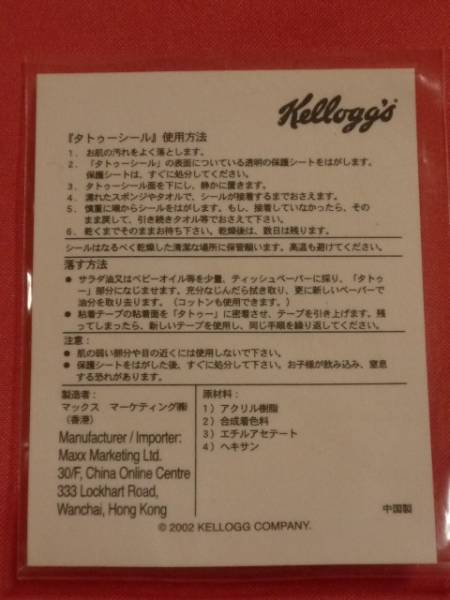 Kellogg's
『タトゥーシール』使用方法
1. お肌の汚れをよく落とします。
2. 「タトゥーシール」の表面についている透明の保護シートをはがします。
保護シートは、すぐに処分してください。
3. タトゥーシール面を下にし、静かに置きます。
4. 濡れたスポンジやタオルで、シールが接着するまでおさえます。
5. 慎重に端からシールをはがします。もし、接着していなかったら、その
まま戻して、引き続きタオル等でおさえて下さい。
6. 乾くまでそのままお待ち下さい。乾燥後は、数日は残ります。
シールはなるべく乾燥した清潔な場所に保管願います。高温も避けてください。
落す方法
● サラダ油又はベビーオイル等を少量、ティッシュペーパーに採り、「タトゥ
ー」部分になじませます。充分なじんだら拭き取り、更に新しいペーパーで
油分を取り去ります。（コットンも使用できます。）
● 粘着テープの粘着面を「タトゥー」に密着させ、テープを引き上げます。残
ってしまったら、新しいテープを使用し、同じ手順を繰り返してください。
注意：
● 肌の弱い部分や目の近くには使用しないで下さい。
● 保護シートをはがした後、すぐに処分して下さい。お子様が飲み込み、窒息
する恐れがあります。
製造者：
マックス マーケティング㈱
（香港）
Manufacturer / Importer:
Maxx Marketing Ltd.
30/F, China Online Centre
333 Lockhart Road,
Wanchai, Hong Kong
原材料：
1）アクリル樹脂
2）合成着色料
3）エチルアセテート
4）ヘキサン
中国製
© 2002 KELLOGG COMPANY.